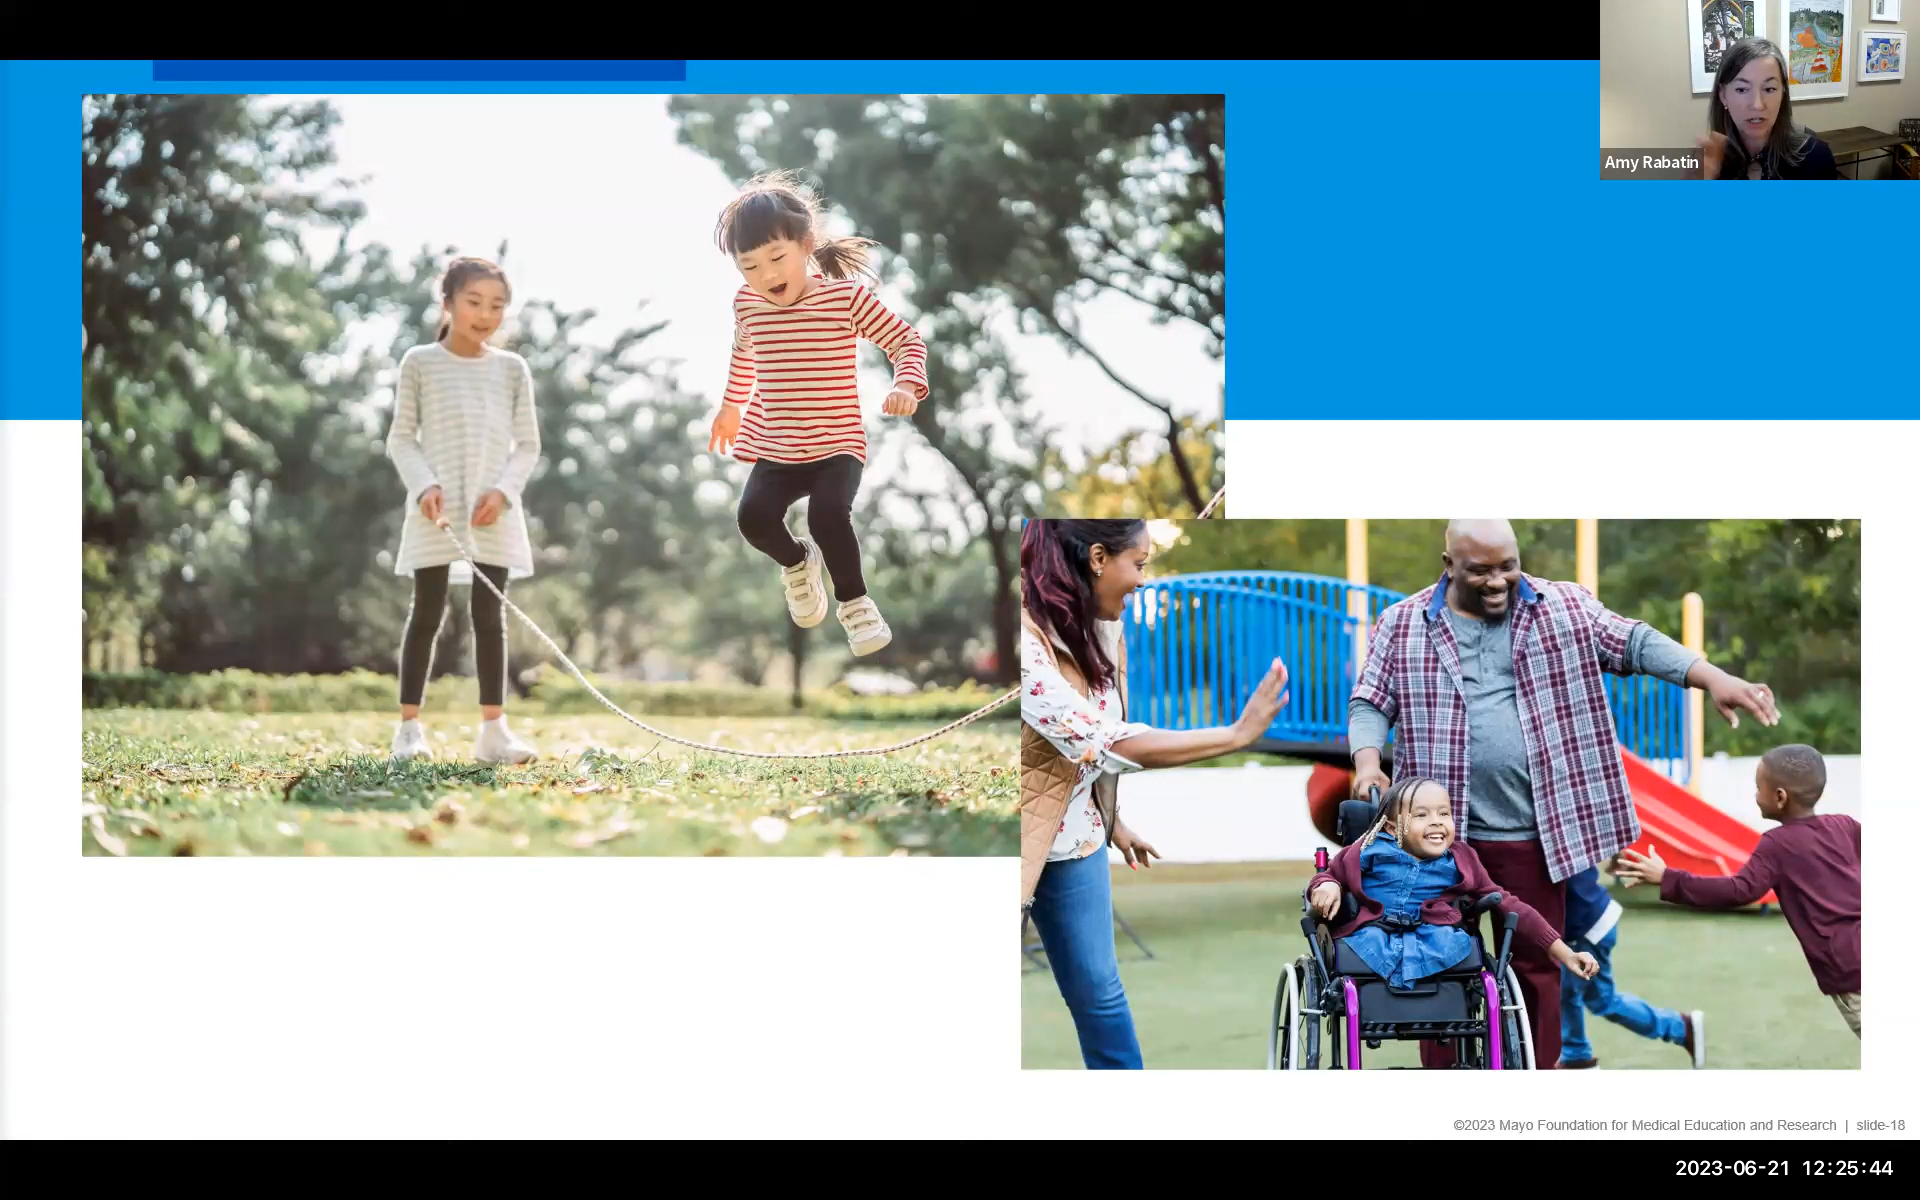 Amy Rabatin
©2023 Mayo Foundation for Medical Education and Research | slide-18
2023-06-21 12:25:44